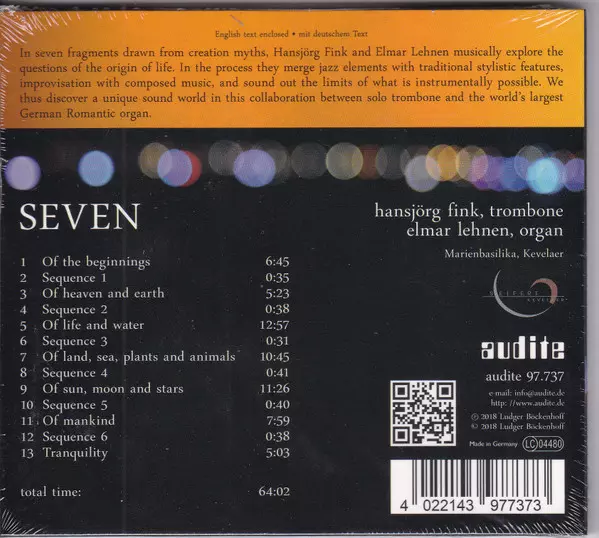 English text enclosed • mit deutschem Text
In seven fragments drawn from creation myths, Hansjörg Fink and Elmar Lehnen musically explore the
questions of the origin of life. In the process they merge jazz elements with traditional stylistic features,
improvisation with composed music, and sound out the limits of what is instrumentally possible. We
thus discover a unique sound world in this collaboration between solo trombone and the world's largest
German Romantic organ.
SEVEN
hansjörg fink, trombone
elmar lehnen, organ
Marienbasilika, Kevelaer
1 Of the beginnings 6:45
2 Sequence 1 0:35
3 Of heaven and earth 5:23
4 Sequence 2 0:38
5 Of life and water 12:57
6 Sequence 3 0:31
7 Of land, sea, plants and animals 10:45
8 Sequence 4 0:41
9 Of sun, moon and stars 11:26
10 Sequence 5 0:40
11 Of mankind 7:59
12 Sequence 6 0:38
13 Tranquility 5:03
total time: 64:02
audite
audite 97.737
e-mail: info@audite.de
http: //www.audite.de
Ⓟ 2018 Ludger Böckenhoff
© 2018 Ludger Böckenhoff
Made in Germany LC 04480
4 022143 977373